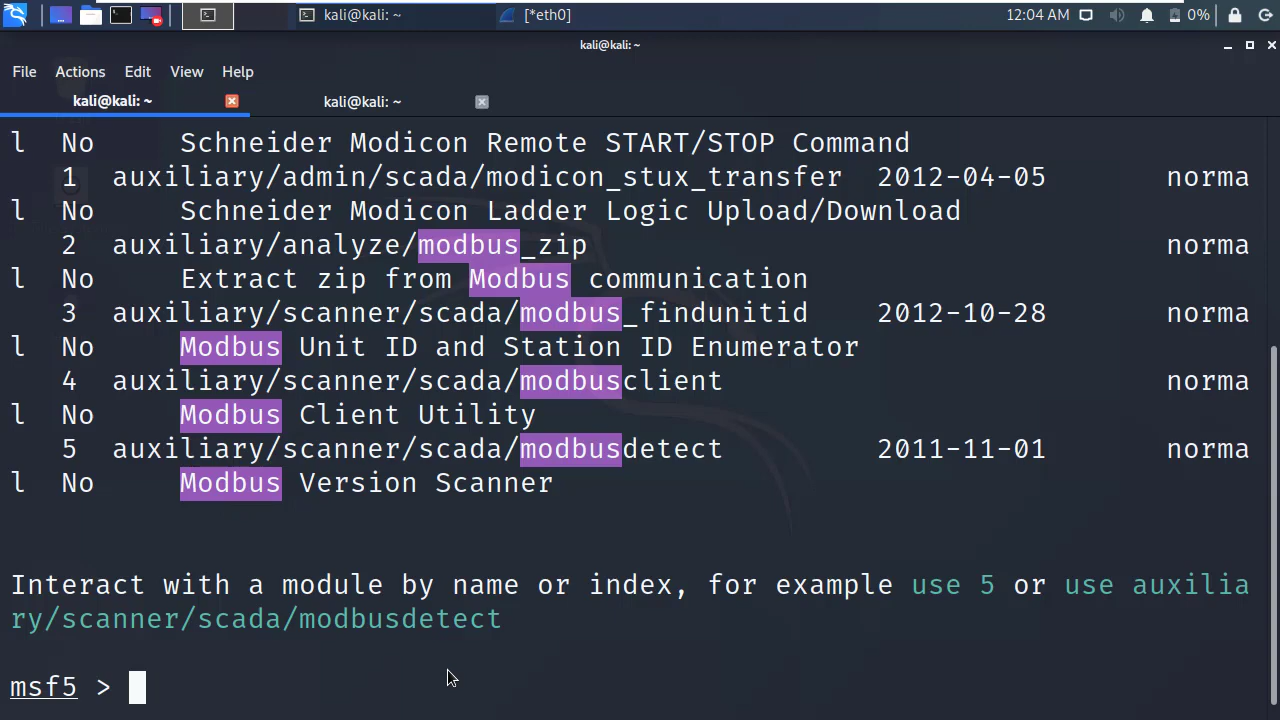 kali@kali: ~ [*eth0] 12:04 AM 0%
kali@kali: ~
File Actions Edit View Help
kali@kali: ~ kali@kali: ~
l No Schneider Modicon Remote START/STOP Command
1 auxiliary/admin/scada/modicon_stux_transfer 2012-04-05 norma
l No Schneider Modicon Ladder Logic Upload/Download
2 auxiliary/analyze/modbus_zip norma
l No Extract zip from Modbus communication
3 auxiliary/scanner/scada/modbus_findunitid 2012-10-28 norma
l No Modbus Unit ID and Station ID Enumerator
4 auxiliary/scanner/scada/modbusclient norma
l No Modbus Client Utility
5 auxiliary/scanner/scada/modbusdetect 2011-11-01 norma
l No Modbus Version Scanner
Interact with a module by name or index, for example use 5 or use auxilia
ry/scanner/scada/modbusdetect
msf5 >